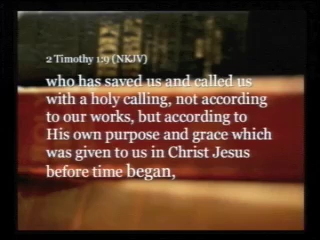 2 Timothy 1:9 (NKJV)
who has saved us and called us
with a holy calling, not according
to our works, but according to
His own purpose and grace which
was given to us in Christ Jesus
before time began,